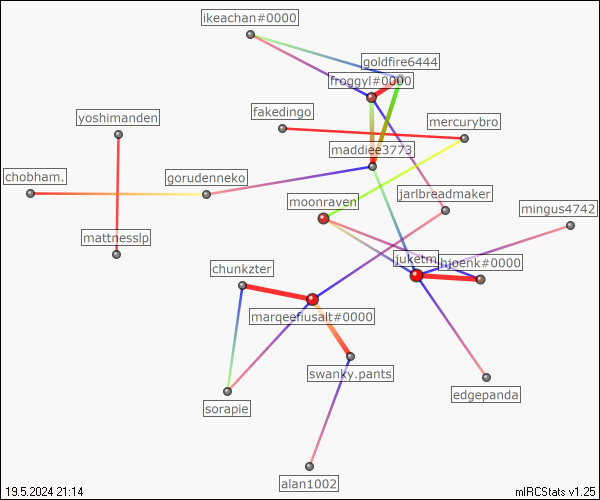 ikeachan#0000
goldfire6444
froggyl#0000
fakedingo
yoshimanden
mercurybro
maddiee3773
chobham.
gorudenneko
jarlbreadmaker
moonraven
mingus4742
mattnesslp
juketm
bjoenk#0000
chunkzter
marqeefiusalt#0000
swanky.pants
edgepanda
sorapie
alan1002
19.5.2024 21:14
mIRCStats v1.25